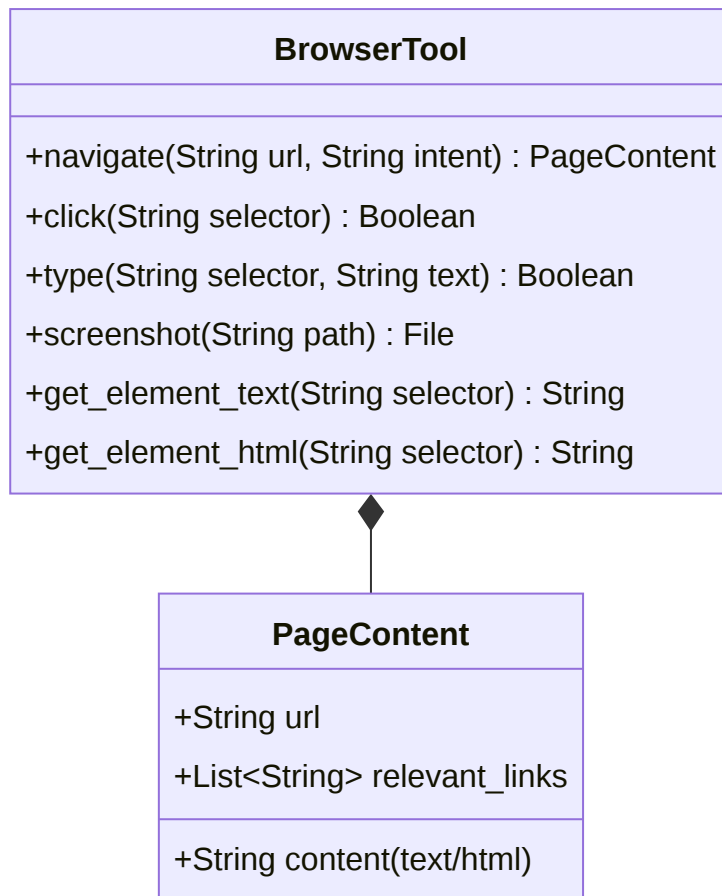 BrowserTool
+navigate(String url, String intent) : PageContent
+click(String selector) : Boolean
+type(String selector, String text) : Boolean
+screenshot(String path) : File
+get_element_text(String selector) : String
+get_element_html(String selector) : String
PageContent
+String url
+List<String> relevant_links
+String content(text/html)